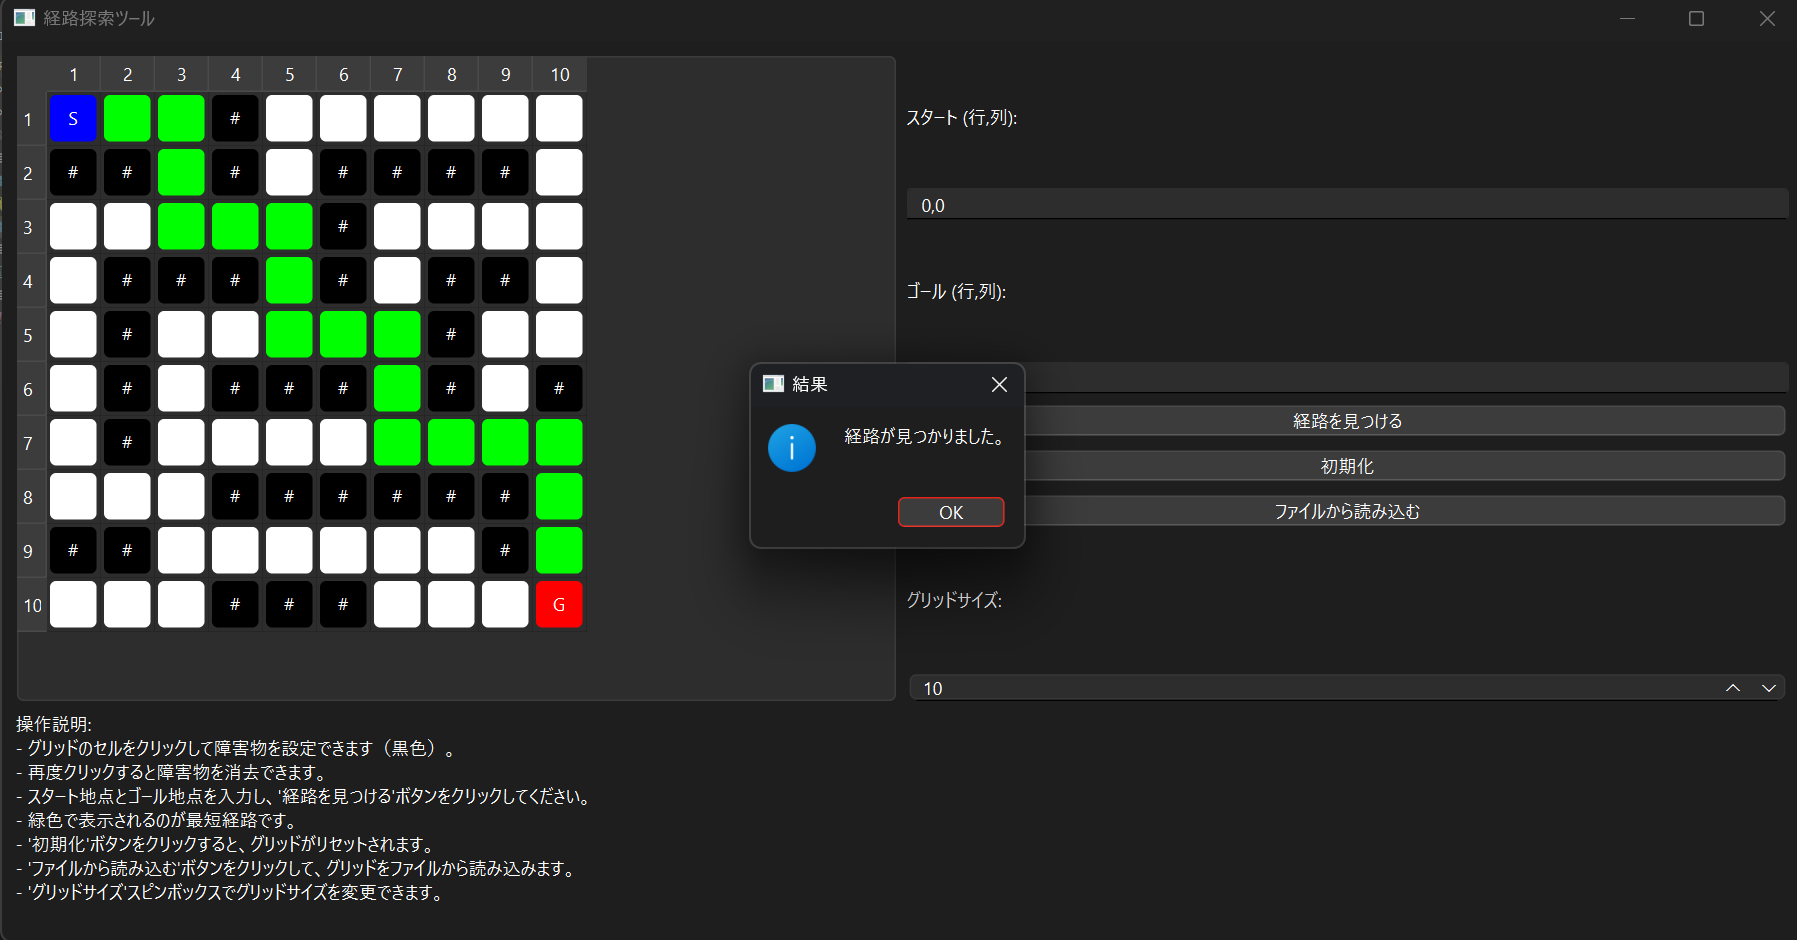 経路探索ツール
1 2 3 4 5 6 7 8 9 10
1 S #
2 # # # # # # #
3 #
4 # # # # # #
5 # #
6 # # # # # #
7 #
8 # # # # # #
9 # # #
10 # # # G
スタート (行,列):
0,0
ゴール (行,列):
経路を見つける
初期化
ファイルから読み込む
グリッドサイズ:
10
結果
経路が見つかりました。
OK
操作説明:
- グリッドのセルをクリックして障害物を設定できます（黒色）。
- 再度クリックすると障害物を消去できます。
- スタート地点とゴール地点を入力し、'経路を見つける'ボタンをクリックしてください。
- 緑色で表示されるのが最短経路です。
- '初期化'ボタンをクリックすると、グリッドがリセットされます。
- 'ファイルから読み込む'ボタンをクリックして、グリッドをファイルから読み込みます。
- 'グリッドサイズ'スピンボックスでグリッドサイズを変更できます。